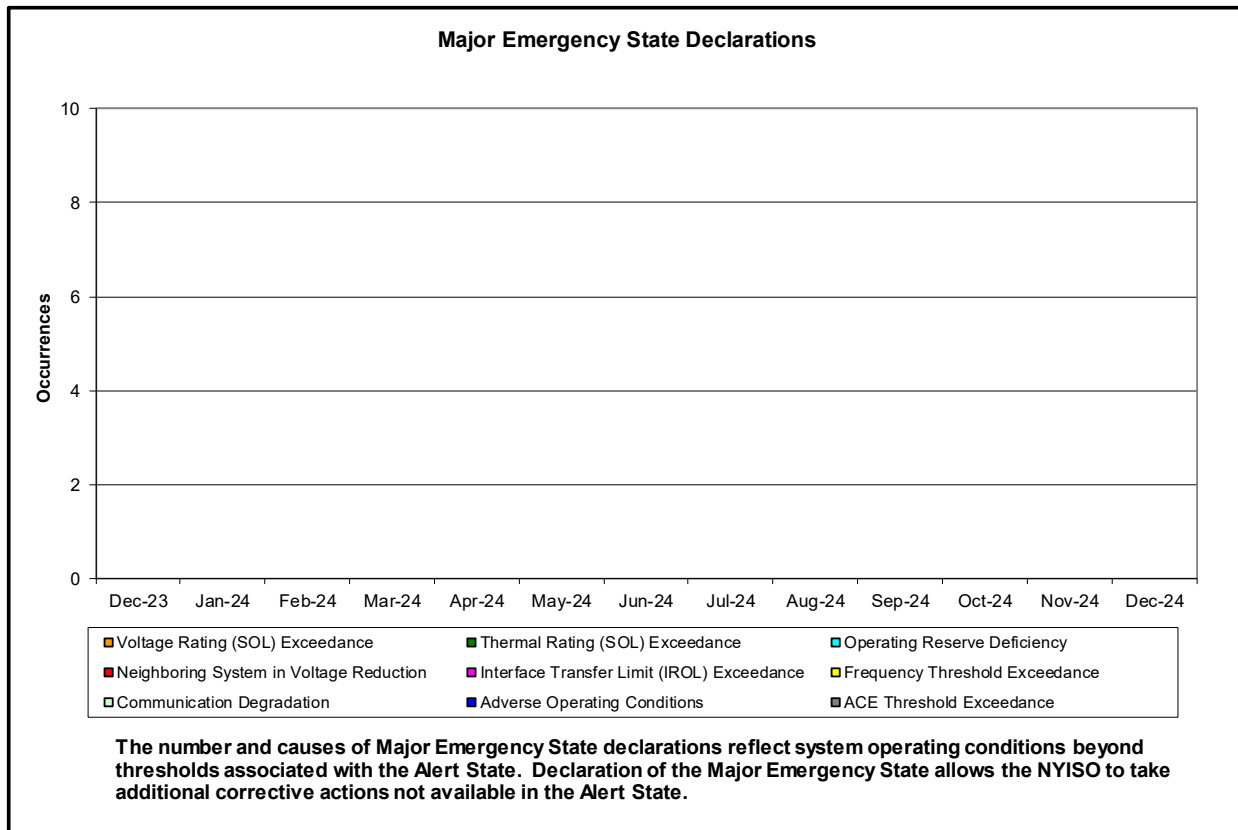 Major Emergency State Declarations
10
8
6
4
2
0
Occurrences
Dec-23 Jan-24 Feb-24 Mar-24 Apr-24 May-24 Jun-24 Jul-24 Aug-24 Sep-24 Oct-24 Nov-24 Dec-24
Voltage Rating (SOL) Exceedance Thermal Rating (SOL) Exceedance Operating Reserve Deficiency
Neighboring System in Voltage Reduction Interface Transfer Limit (IROL) Exceedance Frequency Threshold Exceedance
Communication Degradation Adverse Operating Conditions ACE Threshold Exceedance
The number and causes of Major Emergency State declarations reflect system operating conditions beyond
thresholds associated with the Alert State. Declaration of the Major Emergency State allows the NYISO to take
additional corrective actions not available in the Alert State.